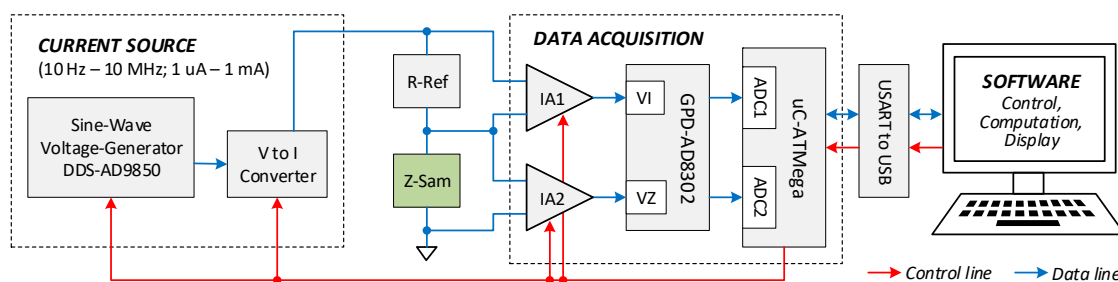 CURRENT SOURCE
(10 Hz – 10 MHz; 1 uA – 1 mA)
Sine-Wave
Voltage-Generator
DDS-AD9850
V to I
Converter
R-Ref
Z-Sam
DATA ACQUISITION
IA1
IA2
VI
VZ
GPD-AD8302
ADC1
ADC2
uC-ATMega
USART to USB
SOFTWARE
Control,
Computation,
Display
Control line
Data line